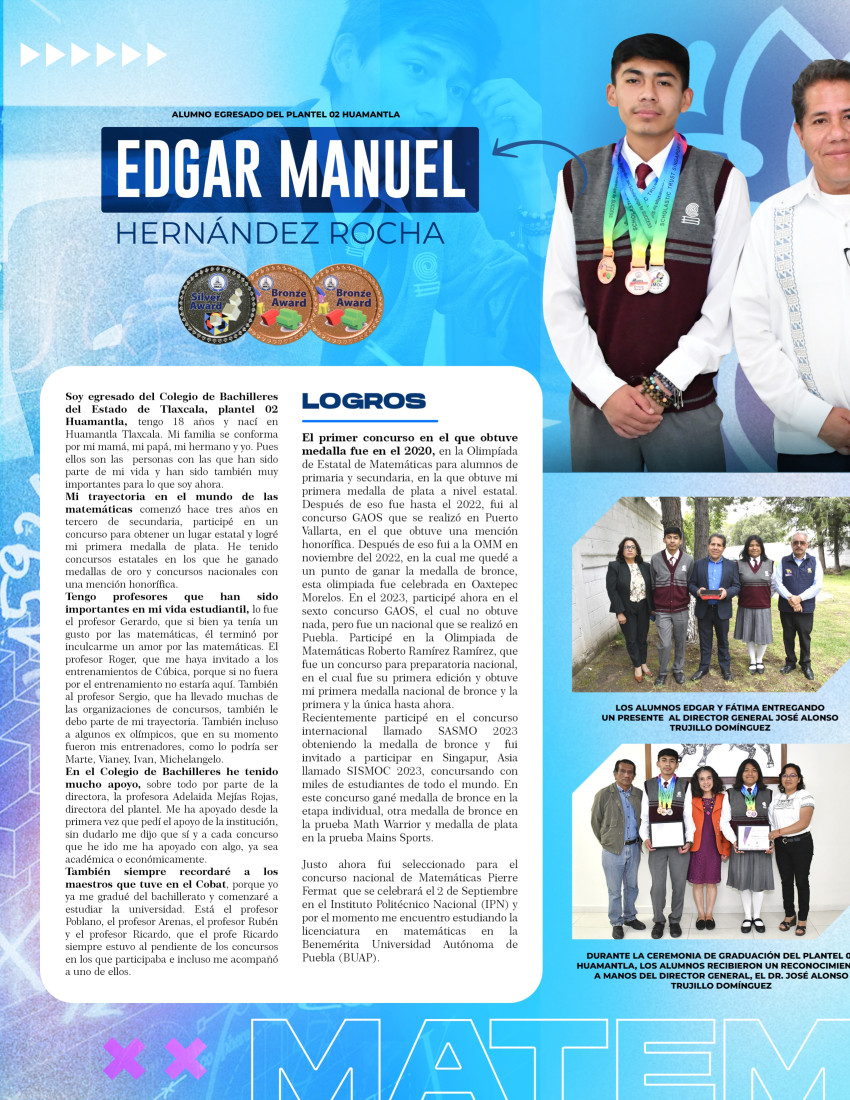 ALUMNO EGRESADO DEL PLANTEL 02 HUAMANTLA
EDGAR MANUEL
HERNÁNDEZ ROCHA
Silver
Award
Bronze
Award
Bronze
Award
Soy egresado del Colegio de Bachilleres
del Estado de Tlaxcala, plantel 02
Huamantla, tengo 18 años y nací en
Huamantla Tlaxcala. Mi familia se conforma
por mi mamá, mi papá, mi hermano y yo. Pues
ellos son las personas con las que han sido
parte de mi vida y han sido también muy
importantes para lo que soy ahora.
Mi trayectoria en el mundo de las
matemáticas comenzó hace tres años en
tercero de secundaria, participé en un
concurso para obtener un lugar estatal y logré
mi primera medalla de plata. He tenido
concursos estatales en los que he ganado
medallas de oro y concursos nacionales con
una mención honorífica.
Tengo profesores que han sido
importantes en mi vida estudiantil, lo fue
el profesor Gerardo, que si bien ya tenía un
gusto por las matemáticas, él terminó por
inculcarme un amor por las matemáticas. El
profesor Roger, que me haya invitado a los
entrenamientos de Cúbica, porque si no fuera
por el entrenamiento no estaría aquí. También
al profesor Sergio, que ha llevado muchas de
las organizaciones de concursos, también le
debo parte de mi trayectoria. También incluso
a algunos ex olímpicos, que en su momento
fueron mis entrenadores, como lo podría ser
Marte, Vianey, Ivan, Michelangelo.
En el Colegio de Bachilleres he tenido
mucho apoyo, sobre todo por parte de la
directora, la profesora Adelaida Mejías Rojas,
directora del plantel. Me ha apoyado desde la
primera vez que pedí el apoyo de la institución,
sin dudarlo me dijo que sí y a cada concurso
que he ido me ha apoyado con algo, ya sea
académica o económicamente.
También siempre recordaré a los
maestros que tuve en el Cobat, porque yo
ya me gradué del bachillerato y comenzaré a
estudiar la universidad. Está el profesor
Poblano, el profesor Arenas, el profesor Rubén
y el profesor Ricardo, que el profe Ricardo
siempre estuvo al pendiente de los concursos
en los que participaba e incluso me acompañó
a uno de ellos.
LOGROS
El primer concurso en el que obtuve
medalla fue en el 2020, en la Olimpíada
de Estatal de Matemáticas para alumnos de
primaria y secundaria, en la que obtuve mi
primera medalla de plata a nivel estatal.
Después de eso fue hasta el 2022, fui al
concurso GAOS que se realizó en Puerto
Vallarta, en el que obtuve una mención
honorífica. Después de eso fui a la OMM en
noviembre del 2022, en la cual me quedé a
un punto de ganar la medalla de bronce,
esta olimpiada fue celebrada en Oaxtepec
Morelos. En el 2023, participé ahora en el
sexto concurso GAOS, el cual no obtuve
nada, pero fue un nacional que se realizó en
Puebla. Participé en la Olimpiada de
Matemáticas Roberto Ramírez Ramírez, que
fue un concurso para preparatoria nacional,
en el cual fue su primera edición y obtuve
mi primera medalla nacional de bronce y la
primera y la única hasta ahora.
Recientemente participé en el concurso
internacional llamado SASMO 2023
obteniendo la medalla de bronce y fui
invitado a participar en Singapur, Asia
llamado SISMOC 2023, concursando con
miles de estudiantes de todo el mundo. En
este concurso gané medalla de bronce en la
etapa individual, otra medalla de bronce en
la prueba Math Warrior y medalla de plata
en la prueba Mains Sports.
Justo ahora fui seleccionado para el
concurso nacional de Matemáticas Pierre
Fermat que se celebrará el 2 de Septiembre
en el Instituto Politécnico Nacional (IPN) y
por el momento me encuentro estudiando la
licenciatura en matemáticas en la
Benemérita Universidad Autónoma de
Puebla (BUAP).
LOS ALUMNOS EDGAR Y FÁTIMA ENTREGANDO
UN PRESENTE AL DIRECTOR GENERAL JOSÉ ALONSO
TRUJILLO DOMÍNGUEZ
DURANTE LA CEREMONIA DE GRADUACIÓN DEL PLANTEL 0
HUAMANTLA, LOS ALUMNOS RECIBIERON UN RECONOCIMIEN
A MANOS DEL DIRECTOR GENERAL, EL DR. JOSÉ ALONSO
TRUJILLO DOMÍNGUEZ
MATEM